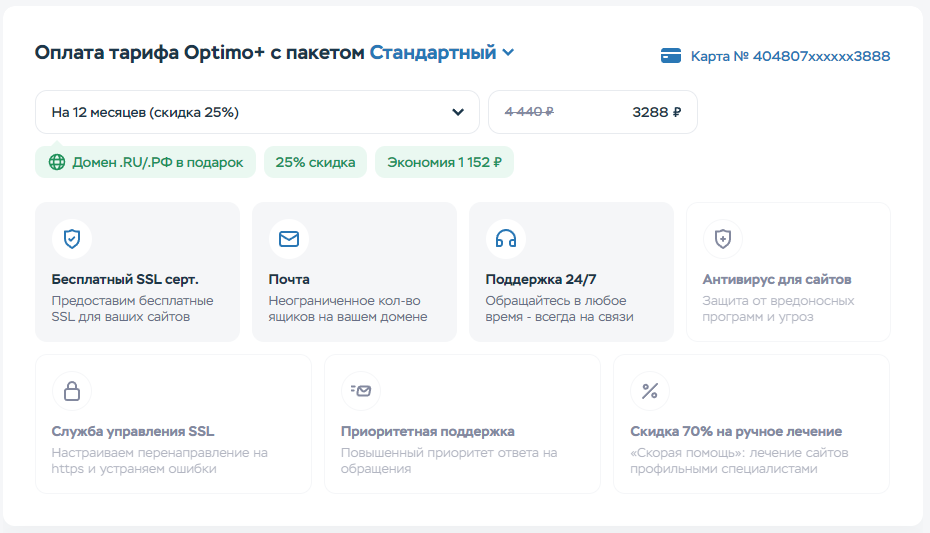 Оплата тарифа Optimo+ с пакетом Стандартный
Карта № 404807xxxxxx3888
На 12 месяцев (скидка 25%)
4 440 ₽
3288 ₽
Домен .RU/.РФ в подарок
25% скидка
Экономия 1 152 ₽
Бесплатный SSL серт.
Предоставим бесплатные
SSL для ваших сайтов
Почта
Неограниченное кол-во
ящиков на вашем домене
Поддержка 24/7
Обращайтесь в любое
время - всегда на связи
Антивирус для сайтов
Защита от вредоносных
программ и угроз
Служба управления SSL
Настраиваем перенаправление на
https и устраняем ошибки
Приоритетная поддержка
Повышенный приоритет ответа на
обращения
Скидка 70% на ручное лечение
«Скорая помощь»: лечение сайтов
профильными специалистами